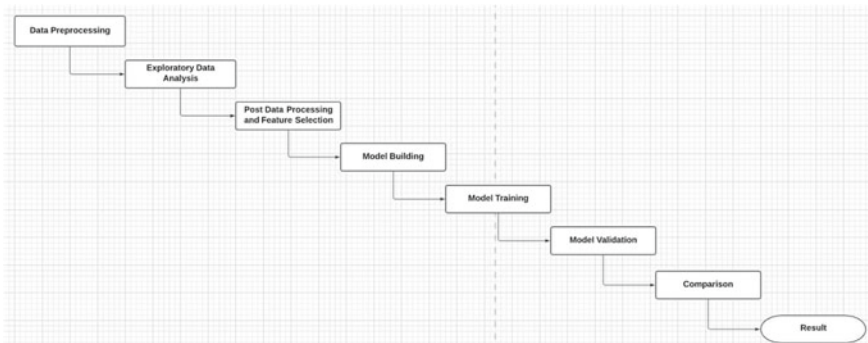 Data Preprocessing
Exploratory Data
Analysis
Post Data Processing
and Feature Selection
Model Building
Model Training
Model Validation
Comparison
Result